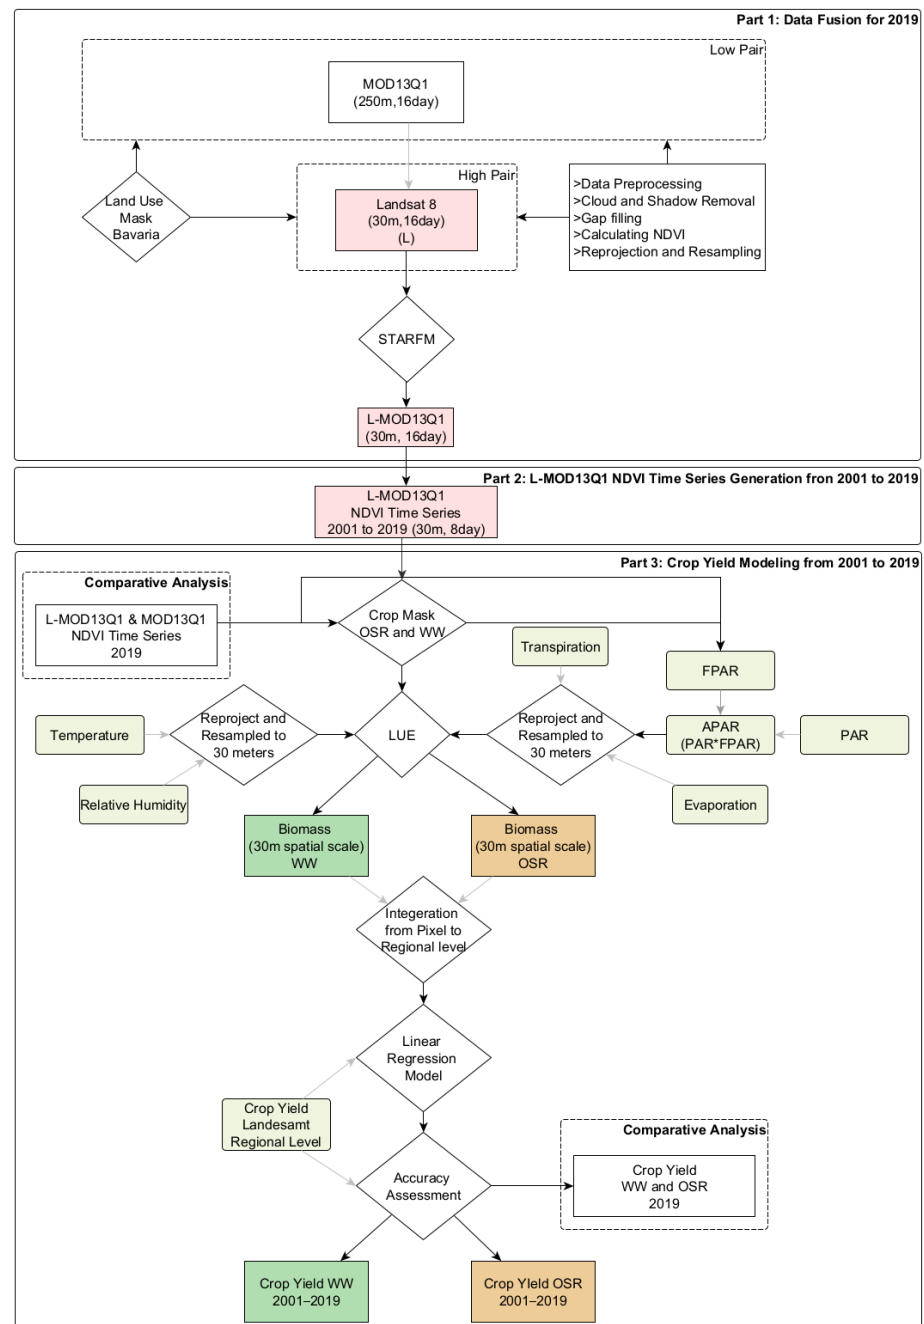 Part 1: Data Fusion for 2019
Low Pair
MOD13Q1
(250m,16day)
High Pair
Land Use
Mask
Bavaria
Landsat 8
(30m,16day)
(L)
>Data Preprocessing
>Cloud and Shadow Removal
>Gap filling
>Calculating NDVI
>Reprojection and Resampling
STARFM
L-MOD13Q1
(30m, 16day)
Part 2: L-MOD13Q1 NDVI Time Series Generation fron 2001 to 2019
L-MOD13Q1
NDVI Time Series
2001 to 2019 (30m, 8day)
Part 3: Crop Yield Modeling from 2001 to 2019
Comparative Analysis
L-MOD13Q1 & MOD13Q1
NDVI Time Series
2019
Crop Mask
OSR and WW
Transpiration
FPAR
Temperature
Reproject and
Resampled to
30 meters
LUE
Reproject and
Resampled to
30 meters
APAR
(PAR*FPAR)
PAR
Relative Humidity
Evaporation
Biomass
(30m spatial scale)
WW
Biomass
(30m spatial scale)
OSR
Integeration
from Pixel to
Regional level
Linear
Regression
Model
Crop Yield
Landesamt
Regional Level
Comparative Analysis
Accuracy
Assessment
Crop Yield
WW and OSR
2019
Crop Yield WW
2001–2019
Crop YIeld OSR
2001–2019